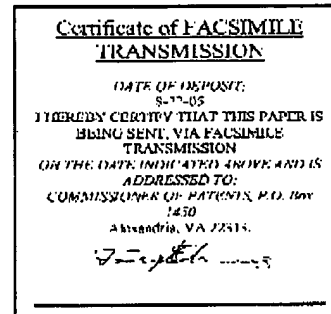 Certificate of FACSIMILE
TRANSMISSION
DATE OF DEPOSIT:
I HEREBY CERTIFY THAT THIS PAPER IS
BEING SENT, VIA FACSIMILE
TRANSMISSION
ON THE DATE INDICATED ABOVE AND IS
ADDRESSED TO:
COMMISSIONER OF PATENTS, P.O. Box
1450
Alexandria, VA 22313.